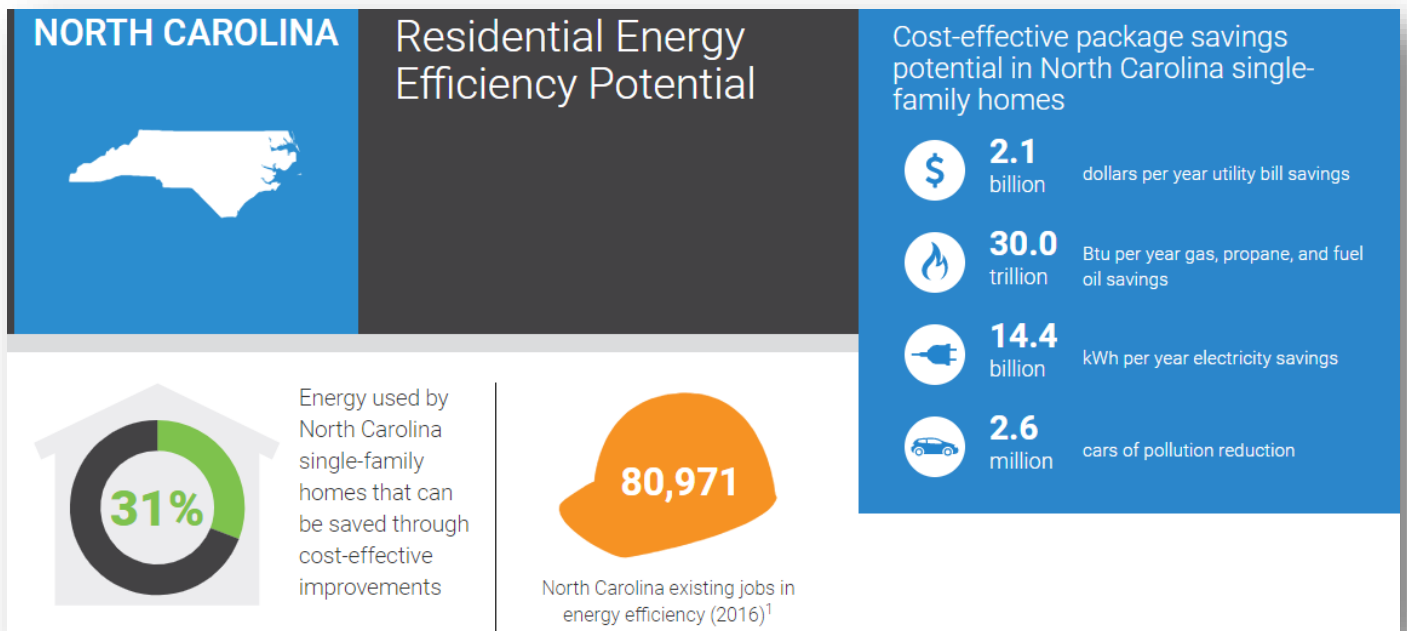 NORTH CAROLINA
Residential Energy
Efficiency Potential
Cost-effective package savings
potential in North Carolina single-
family homes
$
2.1
billion
dollars per year utility bill savings
30.0
trillion
Btu per year gas, propane, and fuel
oil savings
14.4
billion
kWh per year electricity savings
2.6
million
cars of pollution reduction
31%
Energy used by
North Carolina
single-family
homes that can
be saved through
cost-effective
improvements
80,971
North Carolina existing jobs in
energy efficiency (2016)1